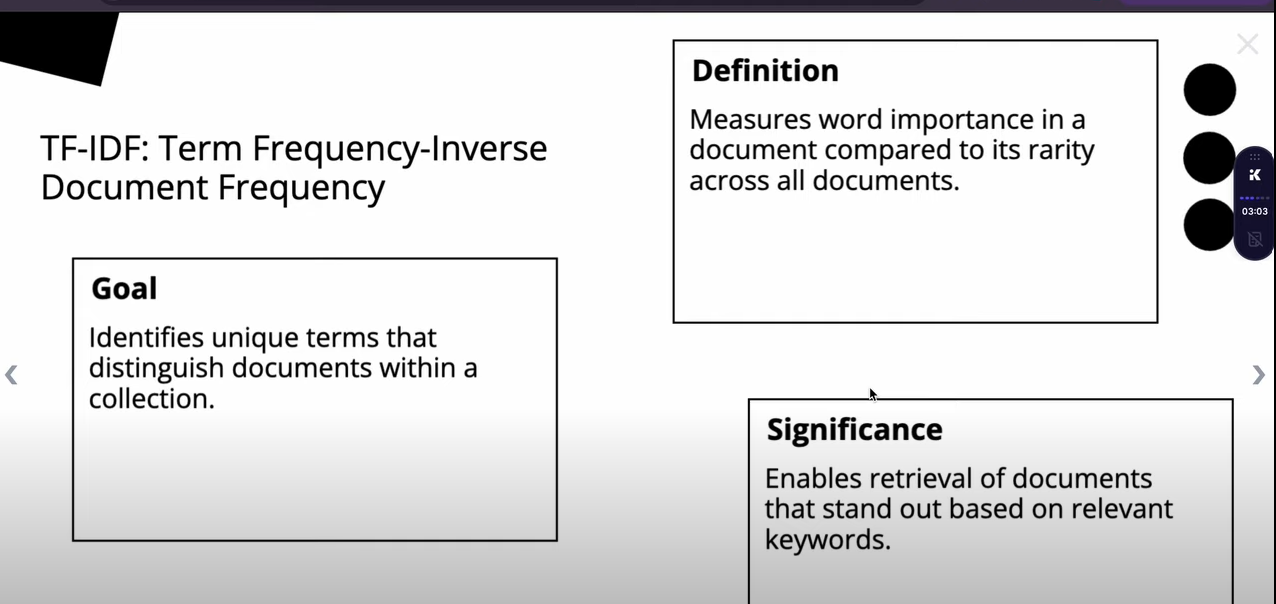 TF-IDF: Term Frequency-Inverse
Document Frequency
Definition
Measures word importance in a
document compared to its rarity
across all documents.
Goal
Identifies unique terms that
distinguish documents within a
collection.
Significance
Enables retrieval of documents
that stand out based on relevant
keywords.
03:03